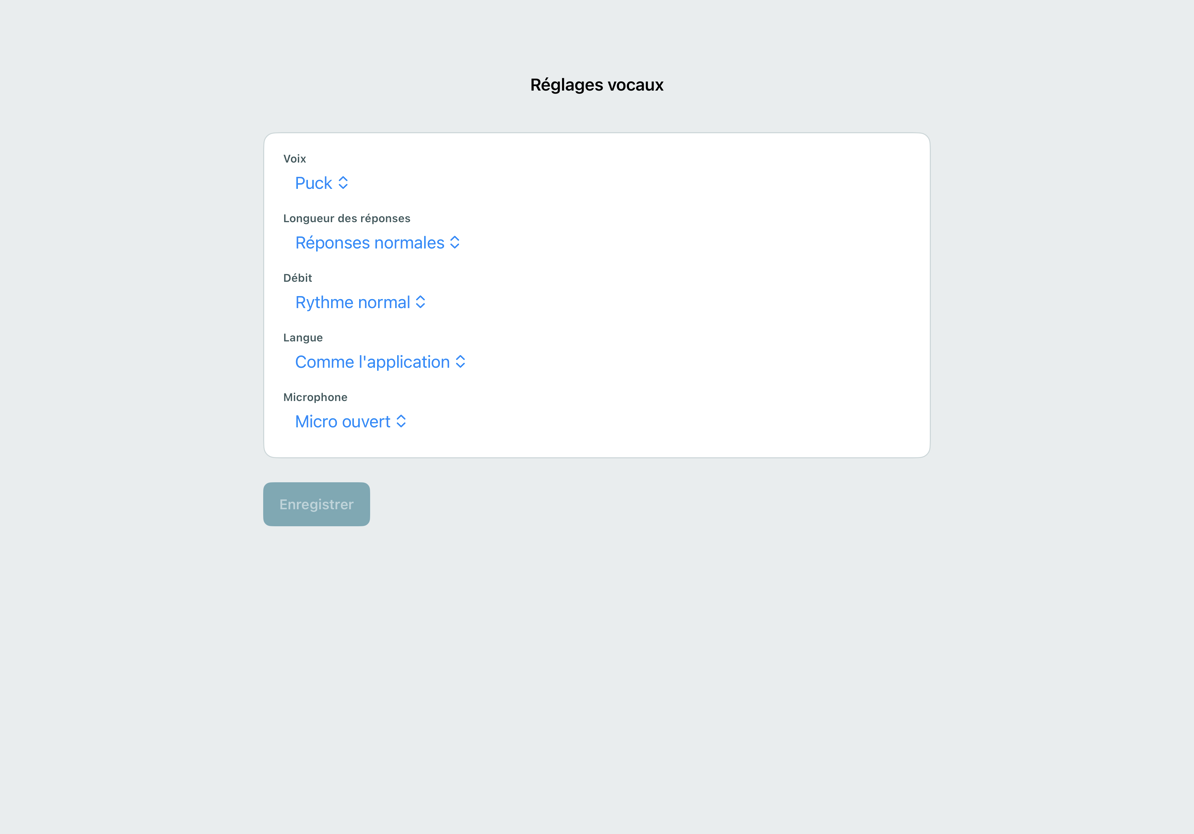 Réglages vocaux
Voix
Puck
Longueur des réponses
Réponses normales
Débit
Rythme normal
Langue
Comme l'application
Microphone
Micro ouvert
Enregistrer